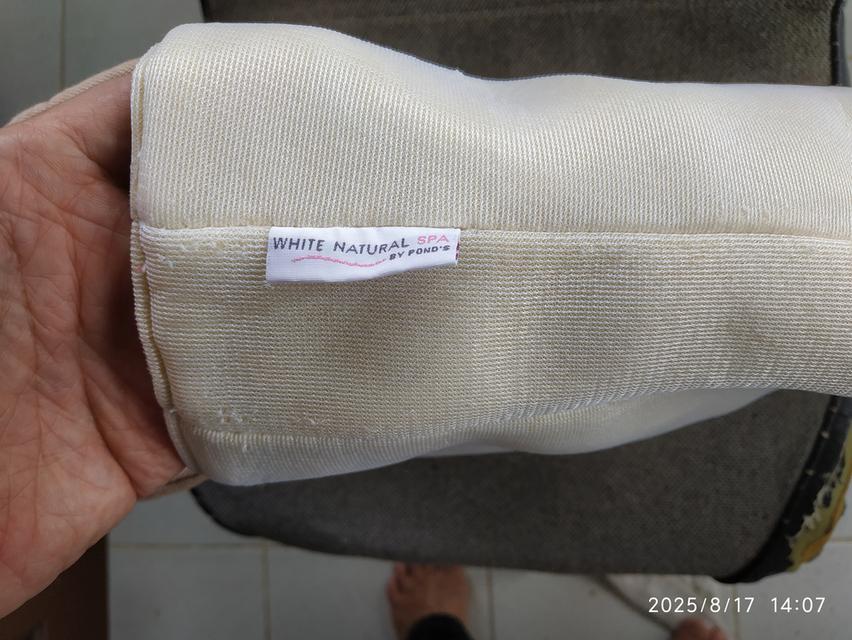 WHITE NATURAL SPA
BY POND'S
2025/8/17 14:07